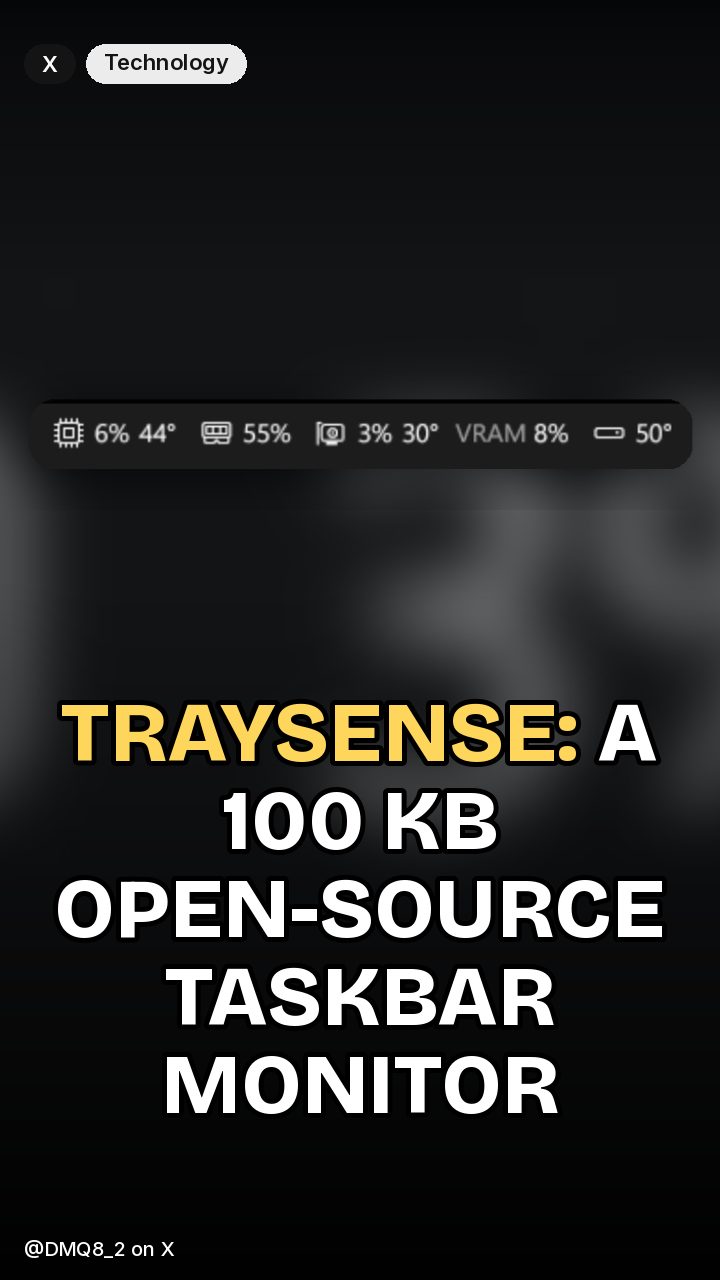 X Technology
6% 44° 55% 3% 30° VRAM 8% 50°
TRAYSENSE: A
100 KB
OPEN-SOURCE
TASKBAR
MONITOR
@DMQ8_2 on X